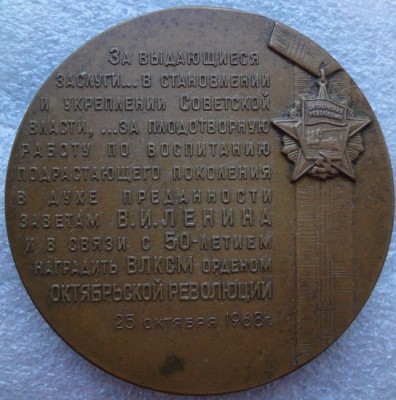 За выдающиеся
заслуги... в становлении
и укреплении Советской
власти, ...за плодотворную
работу по воспитанию
подрастающего поколения
в духе преданности
заветам В.И.Ленина
и в связи с 50-летием
наградить ВЛКСМ орденом
Октябрьской Революции
25 октября 1968г.